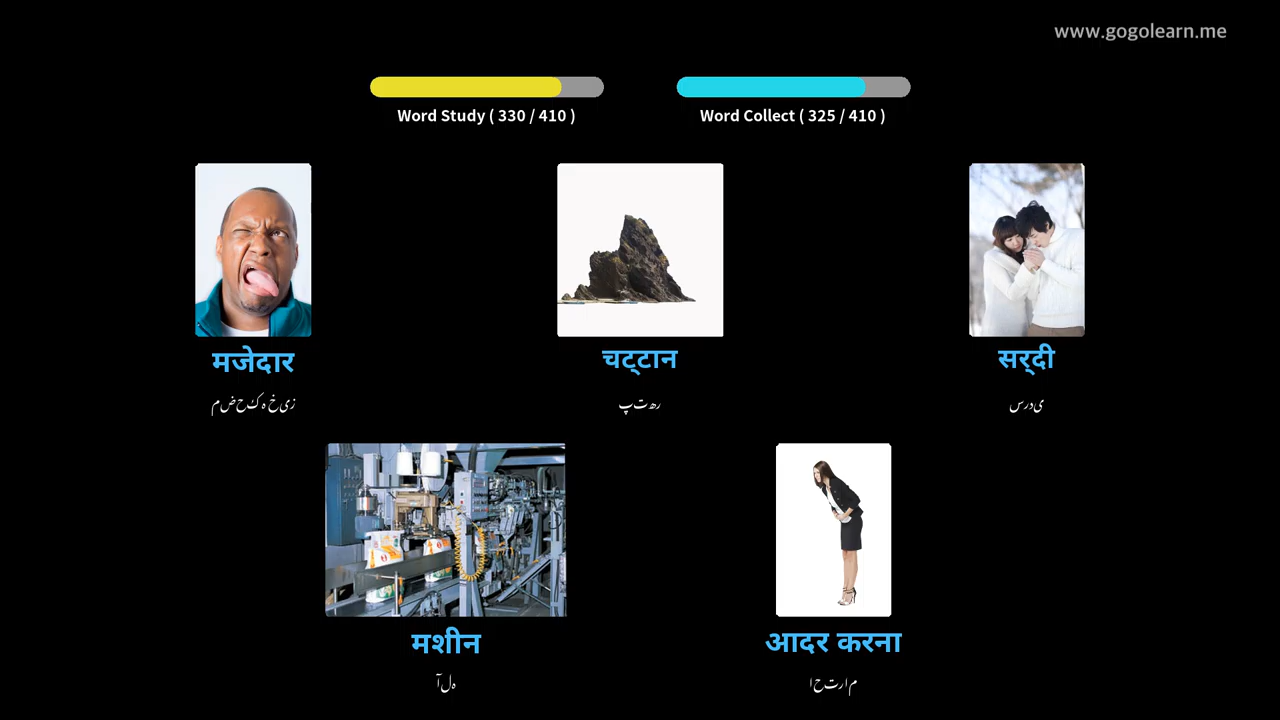 www.gogolearn.me
Word Study ( 330 / 410 )
Word Collect ( 325 / 410 )
मजेदार
مضحکہ خیز
चट्टान
پتھر
सर्दी
سردی
मशीन
آلہ
आदर करना
احترام